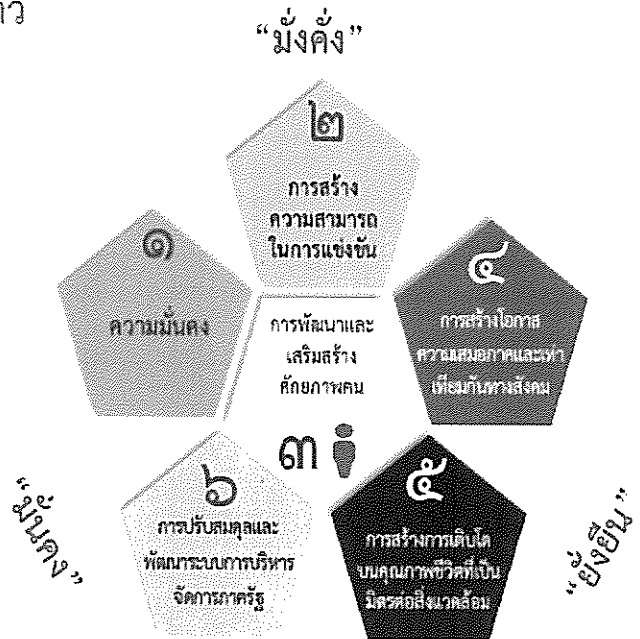 “มั่งคั่ง”
๒
การสร้าง
ความสามารถ
ในการแข่งขัน
๑
ความมั่นคง
การพัฒนาและ
เสริมสร้าง
ศักยภาพคน
๓
๔
การสร้างโอกาส
ความเสมอภาคและเท่า
เทียมกันทางสังคม
“มั่นคง”
๖
การปรับสมดุลและ
พัฒนาระบบการบริหาร
จัดการภาครัฐ
๕
การสร้างการเติบโต
บนคุณภาพชีวิตที่เป็น
มิตรต่อสิ่งแวดล้อม
“ยั่งยืน”